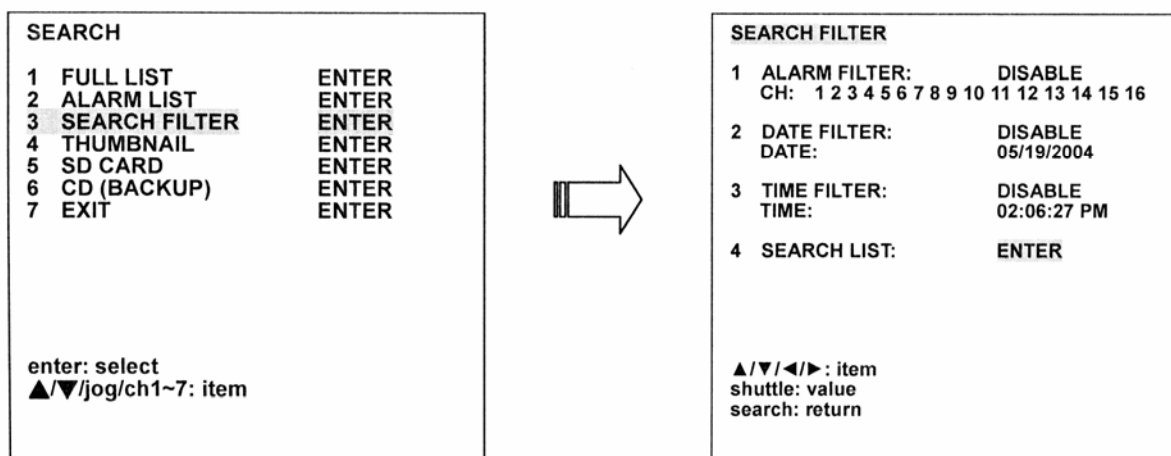 SEARCH
1 FULL LIST ENTER
2 ALARM LIST ENTER
3 SEARCH FILTER ENTER
4 THUMBNAIL ENTER
5 SD CARD ENTER
6 CD (BACKUP) ENTER
7 EXIT ENTER
enter: select
▲/▼/jog/ch1~7: item
SEARCH FILTER
1 ALARM FILTER: DISABLE
CH: 1 2 3 4 5 6 7 8 9 10 11 12 13 14 15 16
2 DATE FILTER: DISABLE
DATE: 05/19/2004
3 TIME FILTER: DISABLE
TIME: 02:06:27 PM
4 SEARCH LIST: ENTER
▲/▼/◄/►: item
shuttle: value
search: return